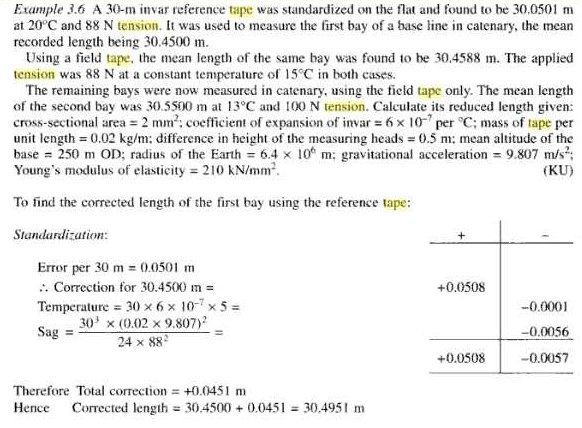 Example 3.6 A 30-m invar reference tape was standardized on the flat and found to be 30.0501 m
at 20°C and 88 N tension. It was used to measure the first bay of a base line in catenary, the mean
recorded length being 30.4500 m.
Using a field tape, the mean length of the same bay was found to be 30.4588 m. The applied
tension was 88 N at a constant temperature of 15°C in both cases.
The remaining bays were now measured in catenary, using the field tape only. The mean length
of the second bay was 30.5500 m at 13°C and 100 N tension. Calculate its reduced length given:
cross-sectional area = 2 mm²; coefficient of expansion of invar = 6 × 10⁻⁷ per °C; mass of tape per
unit length = 0.02 kg/m; difference in height of the measuring heads = 0.5 m; mean altitude of the
base = 250 m OD; radius of the Earth = 6.4 × 10⁶ m; gravitational acceleration = 9.807 m/s²;
Young's modulus of elasticity = 210 kN/mm². (KU)
To find the corrected length of the first bay using the reference tape:
Standardization: + −
Error per 30 m = 0.0501 m
∴ Correction for 30.4500 m = +0.0508
Temperature = 30 × 6 × 10⁻⁷ × 5 = −0.0001
Sag = 30³ × (0.02 × 9.807)² / 24 × 88² = −0.0056
+0.0508 −0.0057
Therefore Total correction = +0.0451 m
Hence Corrected length = 30.4500 + 0.0451 = 30.4951 m